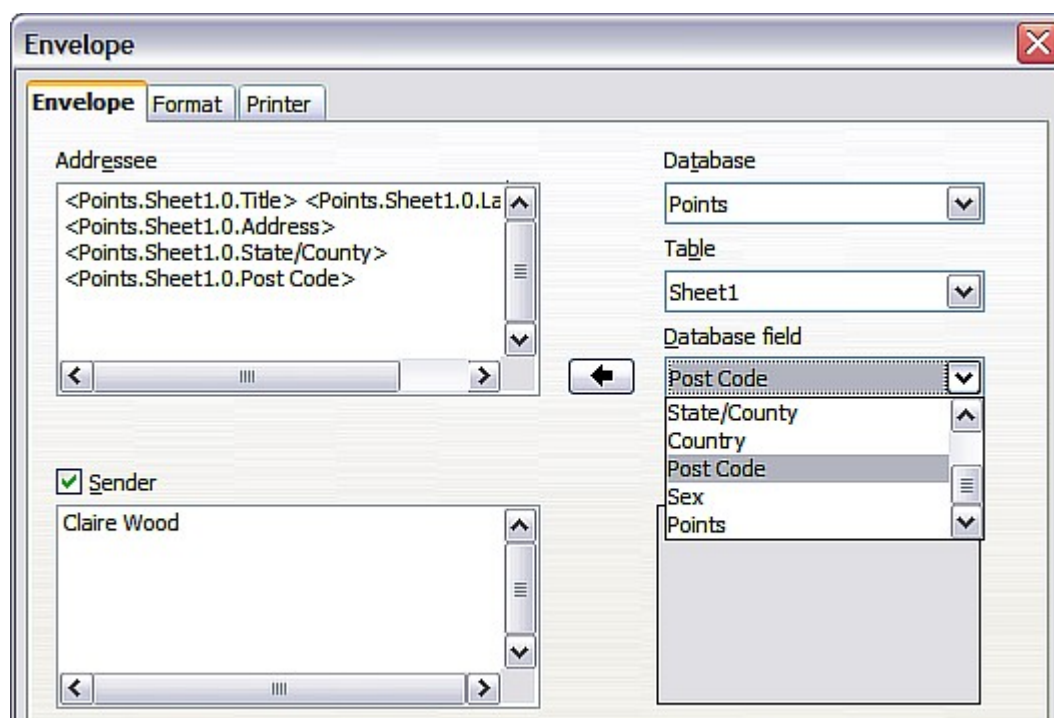 Envelope
Envelope Format Printer
Addressee
<Points.Sheet1.0.Title> <Points.Sheet1.0.La
<Points.Sheet1.0.Address>
<Points.Sheet1.0.State/County>
<Points.Sheet1.0.Post Code>
Sender
Claire Wood
Database
Points
Table
Sheet1
Database field
Post Code
State/County
Country
Post Code
Sex
Points